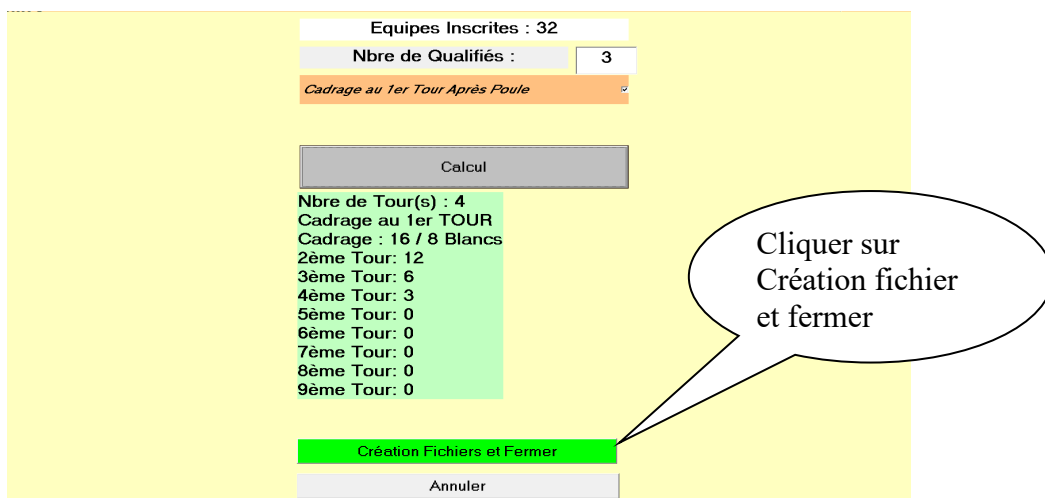 Equipes Inscrites : 32
Nbre de Qualifiés : 3
Cadrage au 1er Tour Après Poule
Calcul
Nbre de Tour(s) : 4
Cadrage au 1er TOUR
Cadrage : 16 / 8 Blancs
2ème Tour: 12
3ème Tour: 6
4ème Tour: 3
5ème Tour: 0
6ème Tour: 0
7ème Tour: 0
8ème Tour: 0
9ème Tour: 0
Cliquer sur
Création fichier
et fermer
Création Fichiers et Fermer
Annuler